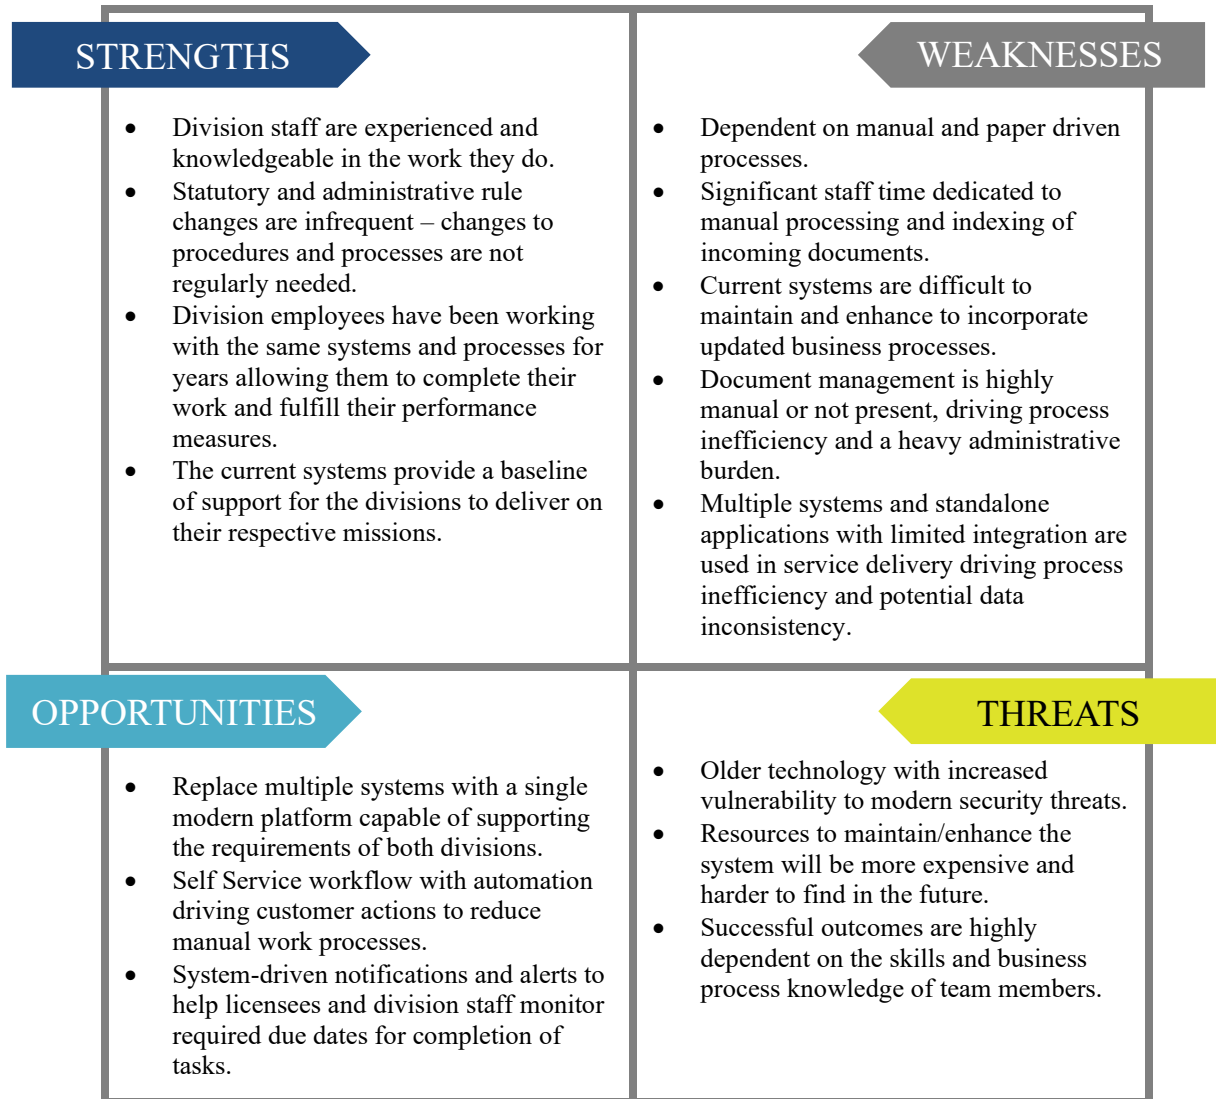 STRENGTHS
• Division staff are experienced and
knowledgeable in the work they do.
• Statutory and administrative rule
changes are infrequent – changes to
procedures and processes are not
regularly needed.
• Division employees have been working
with the same systems and processes for
years allowing them to complete their
work and fulfill their performance
measures.
• The current systems provide a baseline
of support for the divisions to deliver on
their respective missions.
WEAKNESSES
• Dependent on manual and paper driven
processes.
• Significant staff time dedicated to
manual processing and indexing of
incoming documents.
• Current systems are difficult to
maintain and enhance to incorporate
updated business processes.
• Document management is highly
manual or not present, driving process
inefficiency and a heavy administrative
burden.
• Multiple systems and standalone
applications with limited integration are
used in service delivery driving process
inefficiency and potential data
inconsistency.
OPPORTUNITIES
• Replace multiple systems with a single
modern platform capable of supporting
the requirements of both divisions.
• Self Service workflow with automation
driving customer actions to reduce
manual work processes.
• System-driven notifications and alerts to
help licensees and division staff monitor
required due dates for completion of
tasks.
THREATS
• Older technology with increased
vulnerability to modern security threats.
• Resources to maintain/enhance the
system will be more expensive and
harder to find in the future.
• Successful outcomes are highly
dependent on the skills and business
process knowledge of team members.